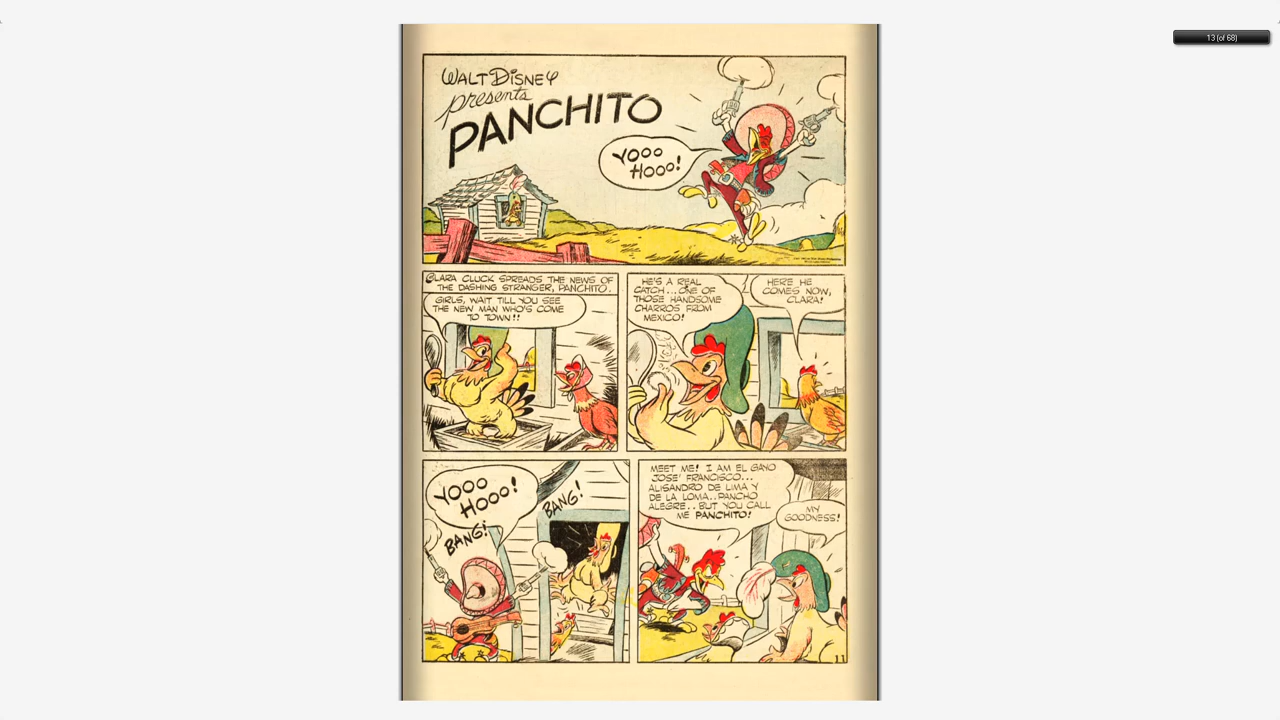 13 (of 68)
WALT DISNEY
presents
PANCHITO
YOOO
HOOO!
CLARA CLUCK SPREADS THE NEWS OF
THE DASHING STRANGER, PANCHITO.
GIRLS, WAIT TILL YOU SEE
THE NEW MAN WHO'S COME
TO TOWN!!
HE'S A REAL
CATCH...ONE OF
THOSE HANDSOME
CHARROS FROM
MEXICO!
HERE HE
COMES NOW,
CLARA!
YOOO
HOOO!
BANG!
BANG!
MEET ME! I AM EL GAYO
JOSE' FRANCISCO...
ALISANDRO DE LIMA Y
DE LA LOMA..PANCHO
ALEGRE..BUT YOU CALL
ME PANCHITO!
MY
GOODNESS!
11